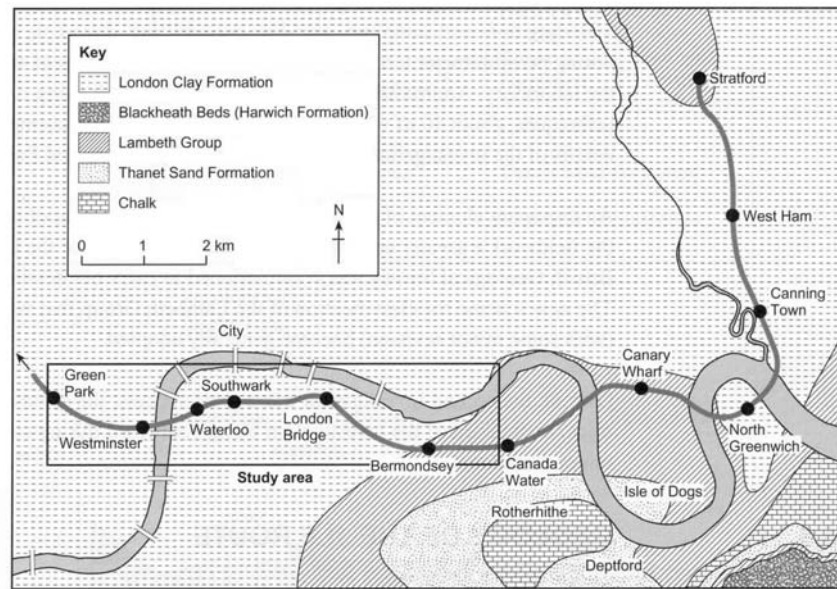 Key
London Clay Formation
Blackheath Beds (Harwich Formation)
Lambeth Group
Thanet Sand Formation
Chalk
N
0 1 2 km
Stratford
West Ham
Canning
Town
City
Green
Park
Westminster
Waterloo
Southwark
London
Bridge
Bermondsey
Study area
Canada
Water
Canary
Wharf
North
Greenwich
Isle of Dogs
Rotherhithe
Deptford